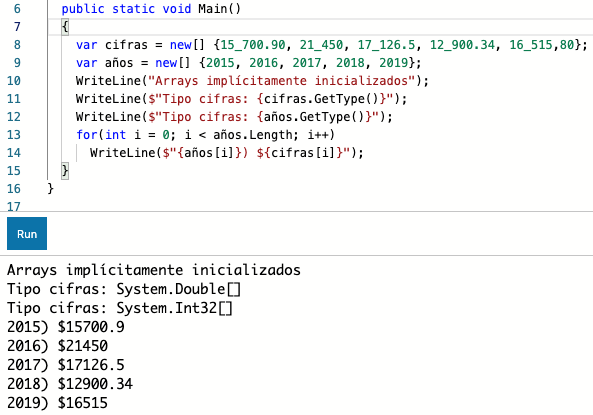 6 public static void Main()
7 {
8 var cifras = new[] {15_700.90, 21_450, 17_126.5, 12_900.34, 16_515,80};
9 var años = new[] {2015, 2016, 2017, 2018, 2019};
10 WriteLine("Arrays implícitamente inicializados");
11 WriteLine($"Tipo cifras: {cifras.GetType()}");
12 WriteLine($"Tipo cifras: {años.GetType()}");
13 for(int i = 0; i < años.Length; i++)
14 WriteLine($"{años[i]}) ${cifras[i]}");
15 }
16 }
17
Run
Arrays implícitamente inicializados
Tipo cifras: System.Double[]
Tipo cifras: System.Int32[]
2015) $15700.9
2016) $21450
2017) $17126.5
2018) $12900.34
2019) $16515